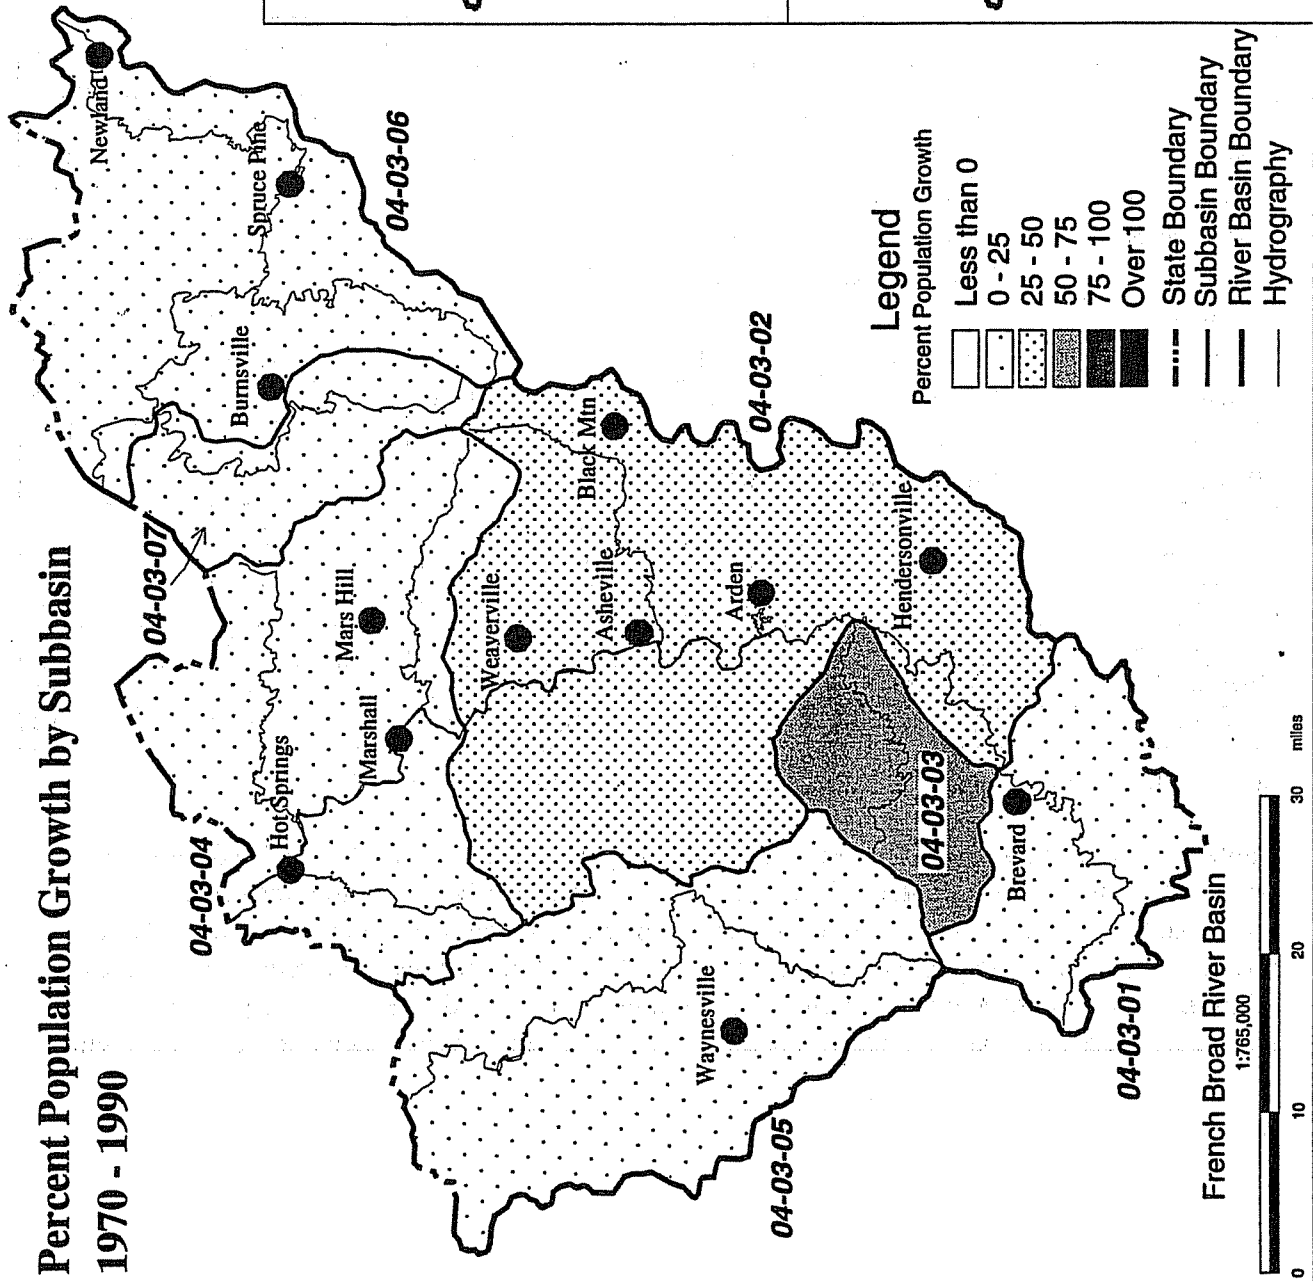 Percent Population Growth by Subbasin
1970 - 1990
Newland
Spruce Pine
04-03-06
Burnsville
04-03-07
Mars Hill
Marshall
Hot Springs
04-03-04
Weaverville
Asheville
Black Mtn
04-03-02
Arden
Hendersonville
04-03-03
Brevard
04-03-01
Waynesville
04-03-05
Legend
Percent Population Growth
Less than 0
0 - 25
25 - 50
50 - 75
75 - 100
Over 100
State Boundary
Subbasin Boundary
River Basin Boundary
Hydrography
French Broad River Basin
1:765,000
0 10 20 30 miles